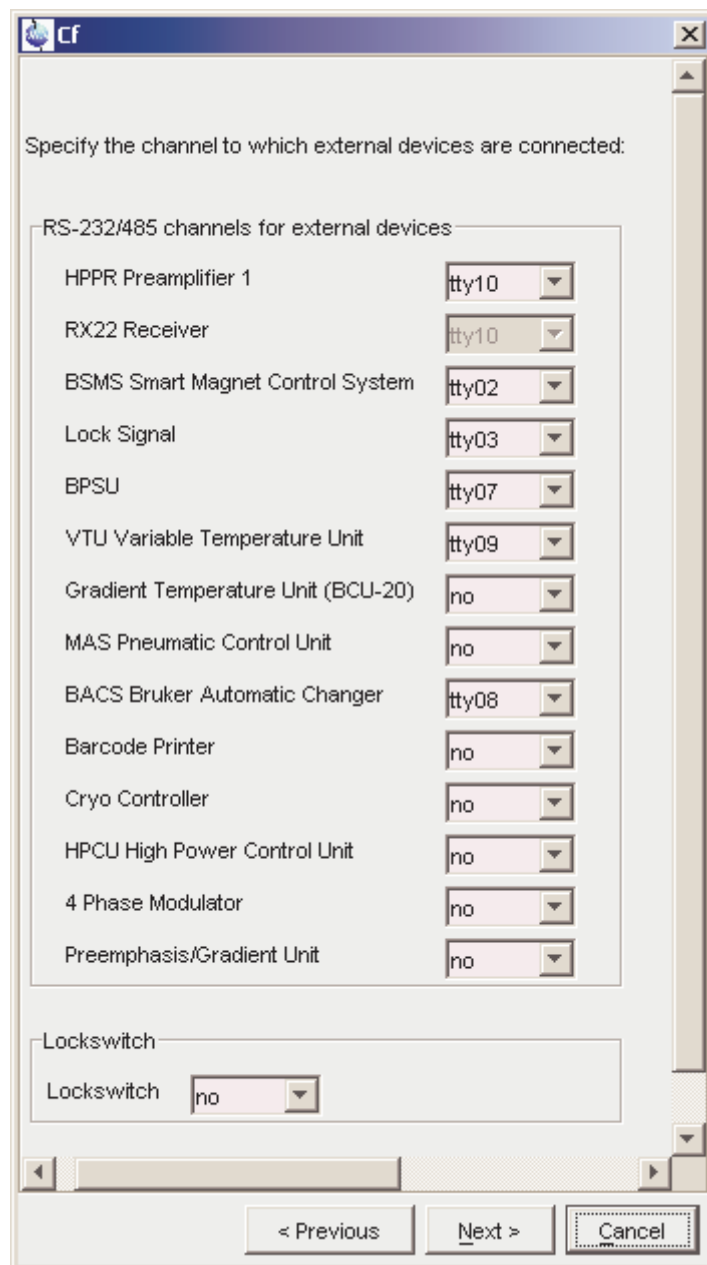 Cf
Specify the channel to which external devices are connected:
RS-232/485 channels for external devices
HPPR Preamplifier 1 tty10
RX22 Receiver tty10
BSMS Smart Magnet Control System tty02
Lock Signal tty03
BPSU tty07
VTU Variable Temperature Unit tty09
Gradient Temperature Unit (BCU-20) no
MAS Pneumatic Control Unit no
BACS Bruker Automatic Changer tty08
Barcode Printer no
Cryo Controller no
HPCU High Power Control Unit no
4 Phase Modulator no
Preemphasis/Gradient Unit no
Lockswitch
Lockswitch no
< Previous Next > Cancel